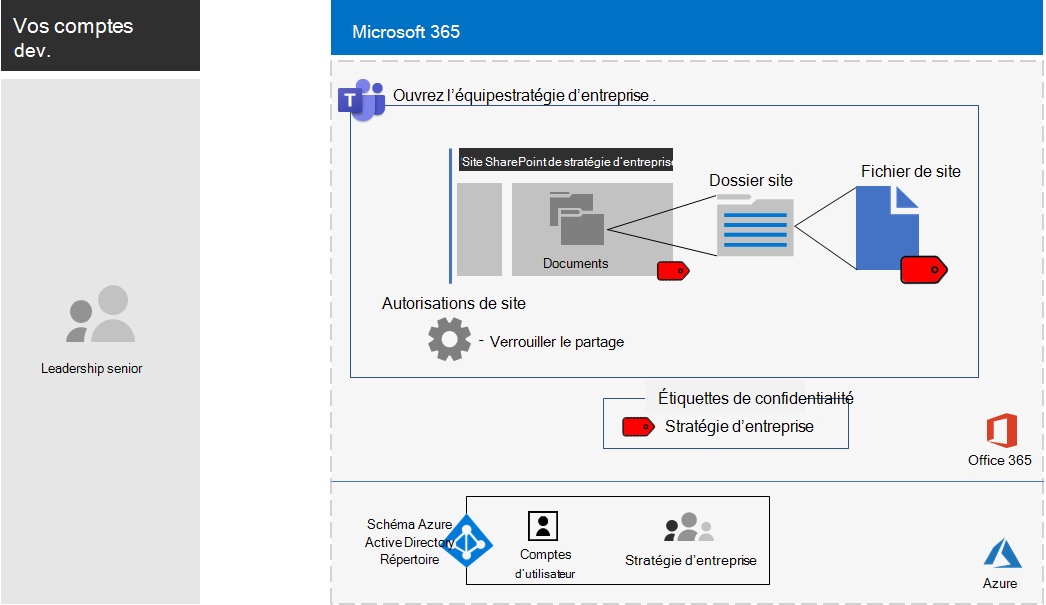 Vos comptes
dev.
Leadership senior
Microsoft 365
T
Ouvrez l’équipestratégie d’entreprise .
Site SharePoint de stratégie d’entreprise
Documents
Dossier site
Fichier de site
Autorisations de site
- Verrouiller le partage
Étiquettes de confidentialité
Stratégie d’entreprise
Office 365
Schéma Azure
Active Directory
Répertoire
Comptes
d’utilisateur
Stratégie d’entreprise
Azure